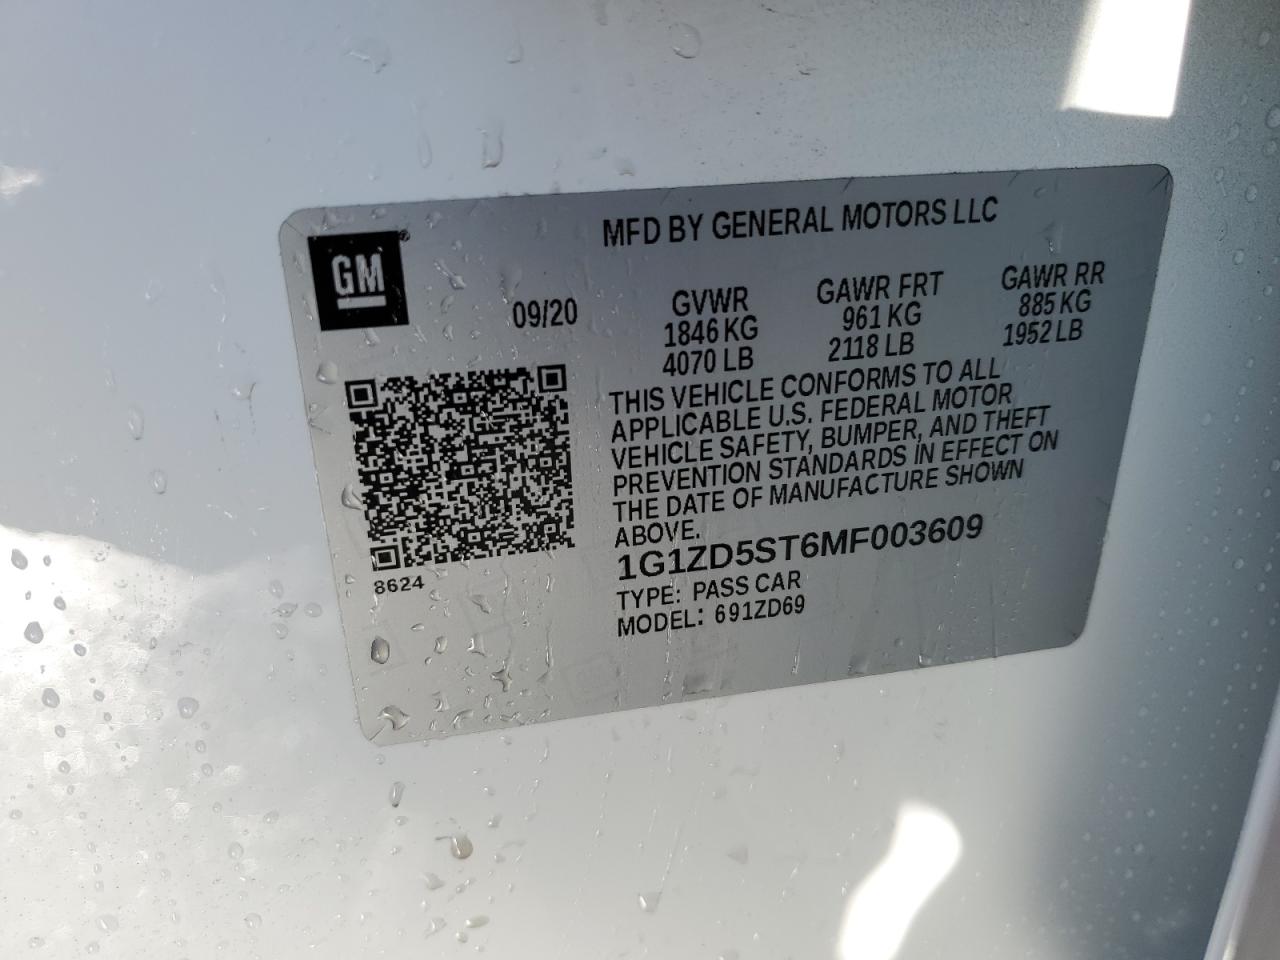 MFD BY GENERAL MOTORS LLC
GM
®
09/20
GVWR
1846 KG
4070 LB
GAWR FRT
961 KG
2118 LB
GAWR RR
885 KG
1952 LB
THIS VEHICLE CONFORMS TO ALL
APPLICABLE U.S. FEDERAL MOTOR
VEHICLE SAFETY, BUMPER, AND THEFT
PREVENTION STANDARDS IN EFFECT ON
THE DATE OF MANUFACTURE SHOWN
ABOVE.
8624
1G1ZD5ST6MF003609
TYPE: PASS CAR
MODEL: 691ZD69